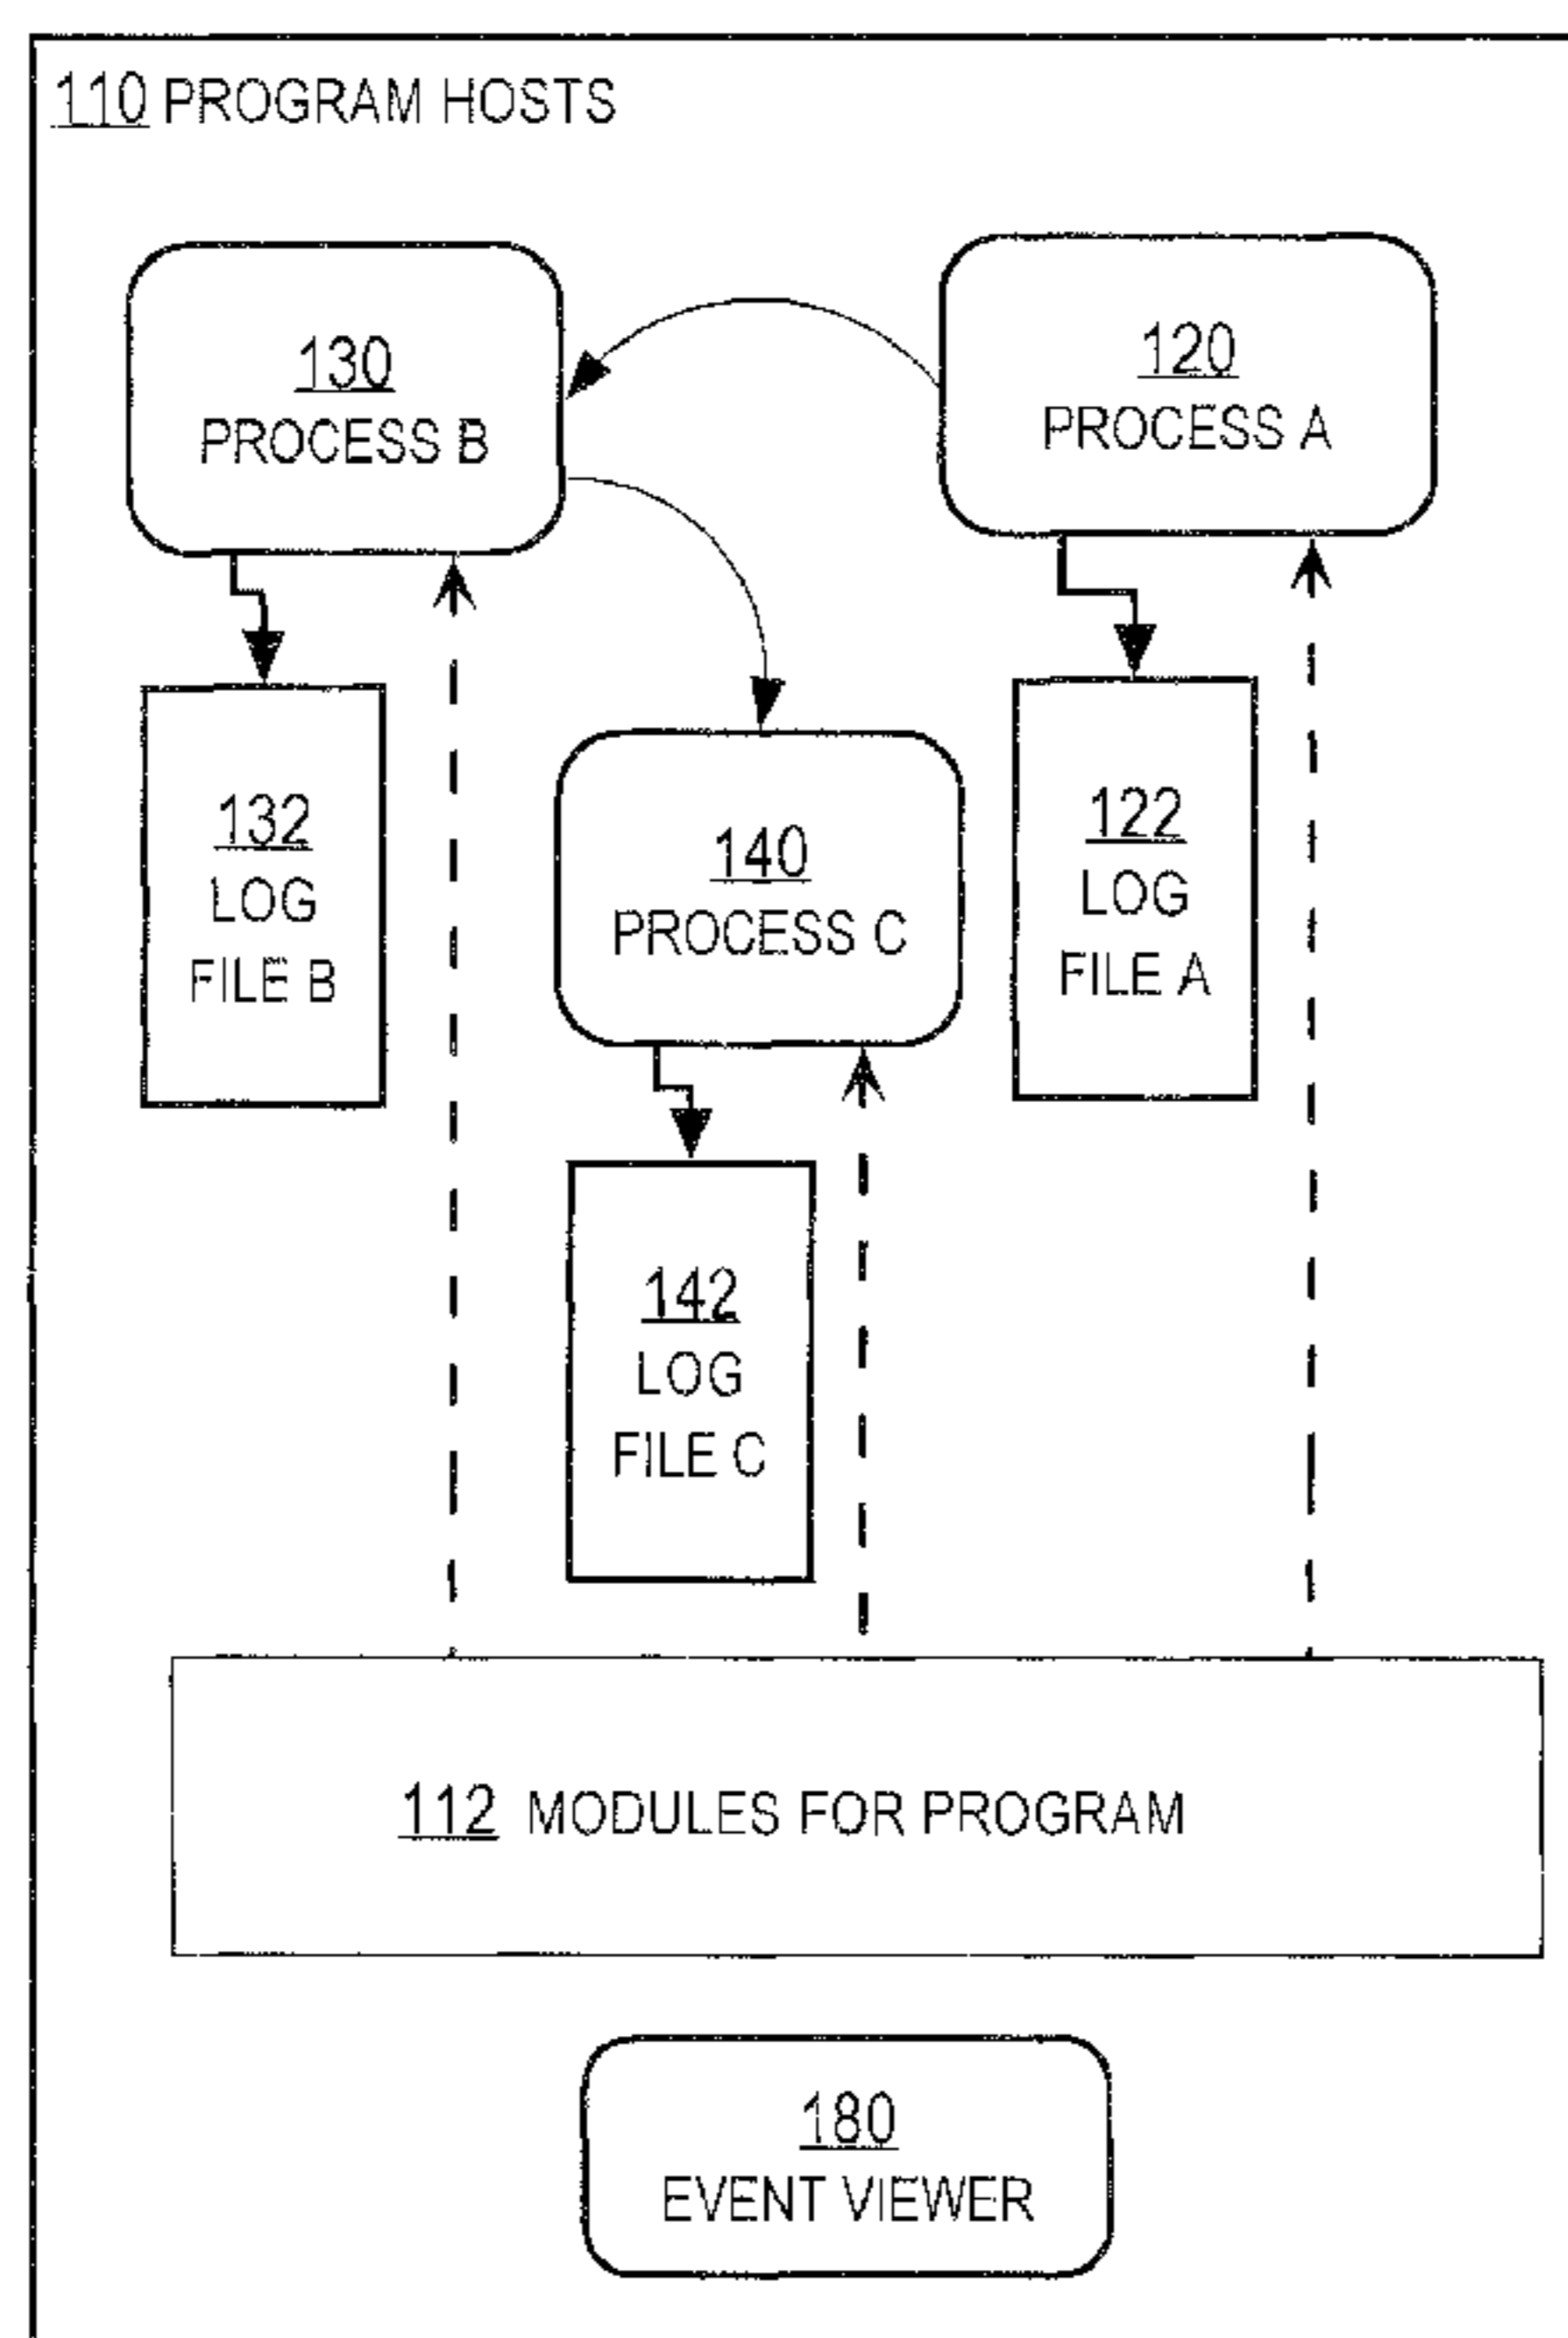 110 PROGRAM HOSTS
130
PROCESS B
120
PROCESS A
132
LOG
FILE B
140
PROCESS C
122
LOG
FILE A
142
LOG
FILE C
112 MODULES FOR PROGRAM
180
EVENT VIEWER